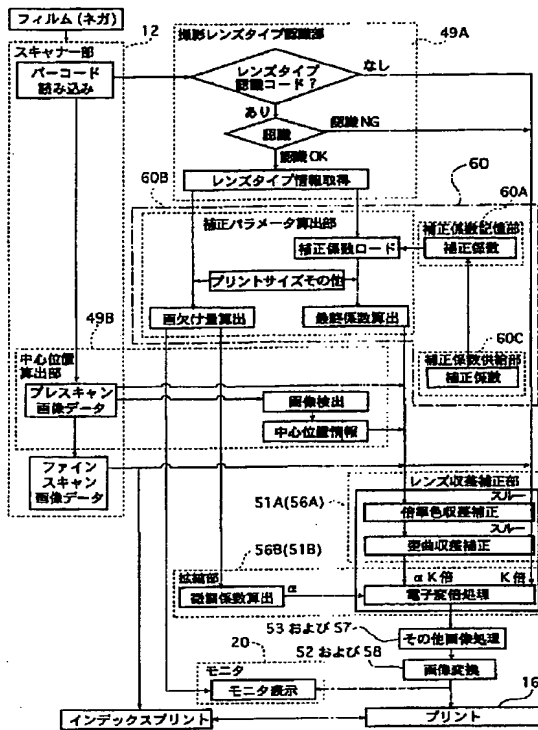 フィルム(ネガ)
12
スキャナー部
バーコード
読み込み
撮影レンズタイプ認識部
49A
レンズタイプ
認識コード?
なし
あり
認識
認識NG
認識OK
レンズタイプ情報取得
60B
60
60A
補正パラメータ算出部
補正係数ロード
補正係数記憶部
補正係数
プリントサイズその他
画欠け量算出
最終係数算出
49B
60C
補正係数供給部
補正係数
中心位置
算出部
プレスキャン
画像データ
画像検出
中心位置情報
ファイン
スキャン
画像データ
レンズ収差補正部
51A(56A)
スルー
倍率色収差補正
スルー
歪曲収差補正
56B(51B)
拡縮部
αK倍
K倍
微調係数算出
α
電子変倍処理
53 および 57
その他画像処理
20
52 および 58
画像変換
モニタ
モニタ表示
16
インデックスプリント
プリント